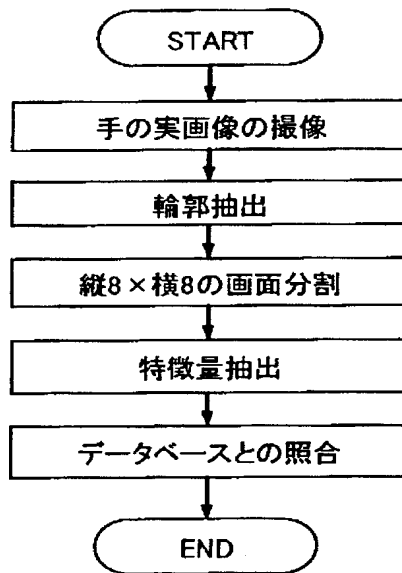 START
手の実画像の撮像
輪郭抽出
縦8×横8の画面分割
特徴量抽出
データベースとの照合
END